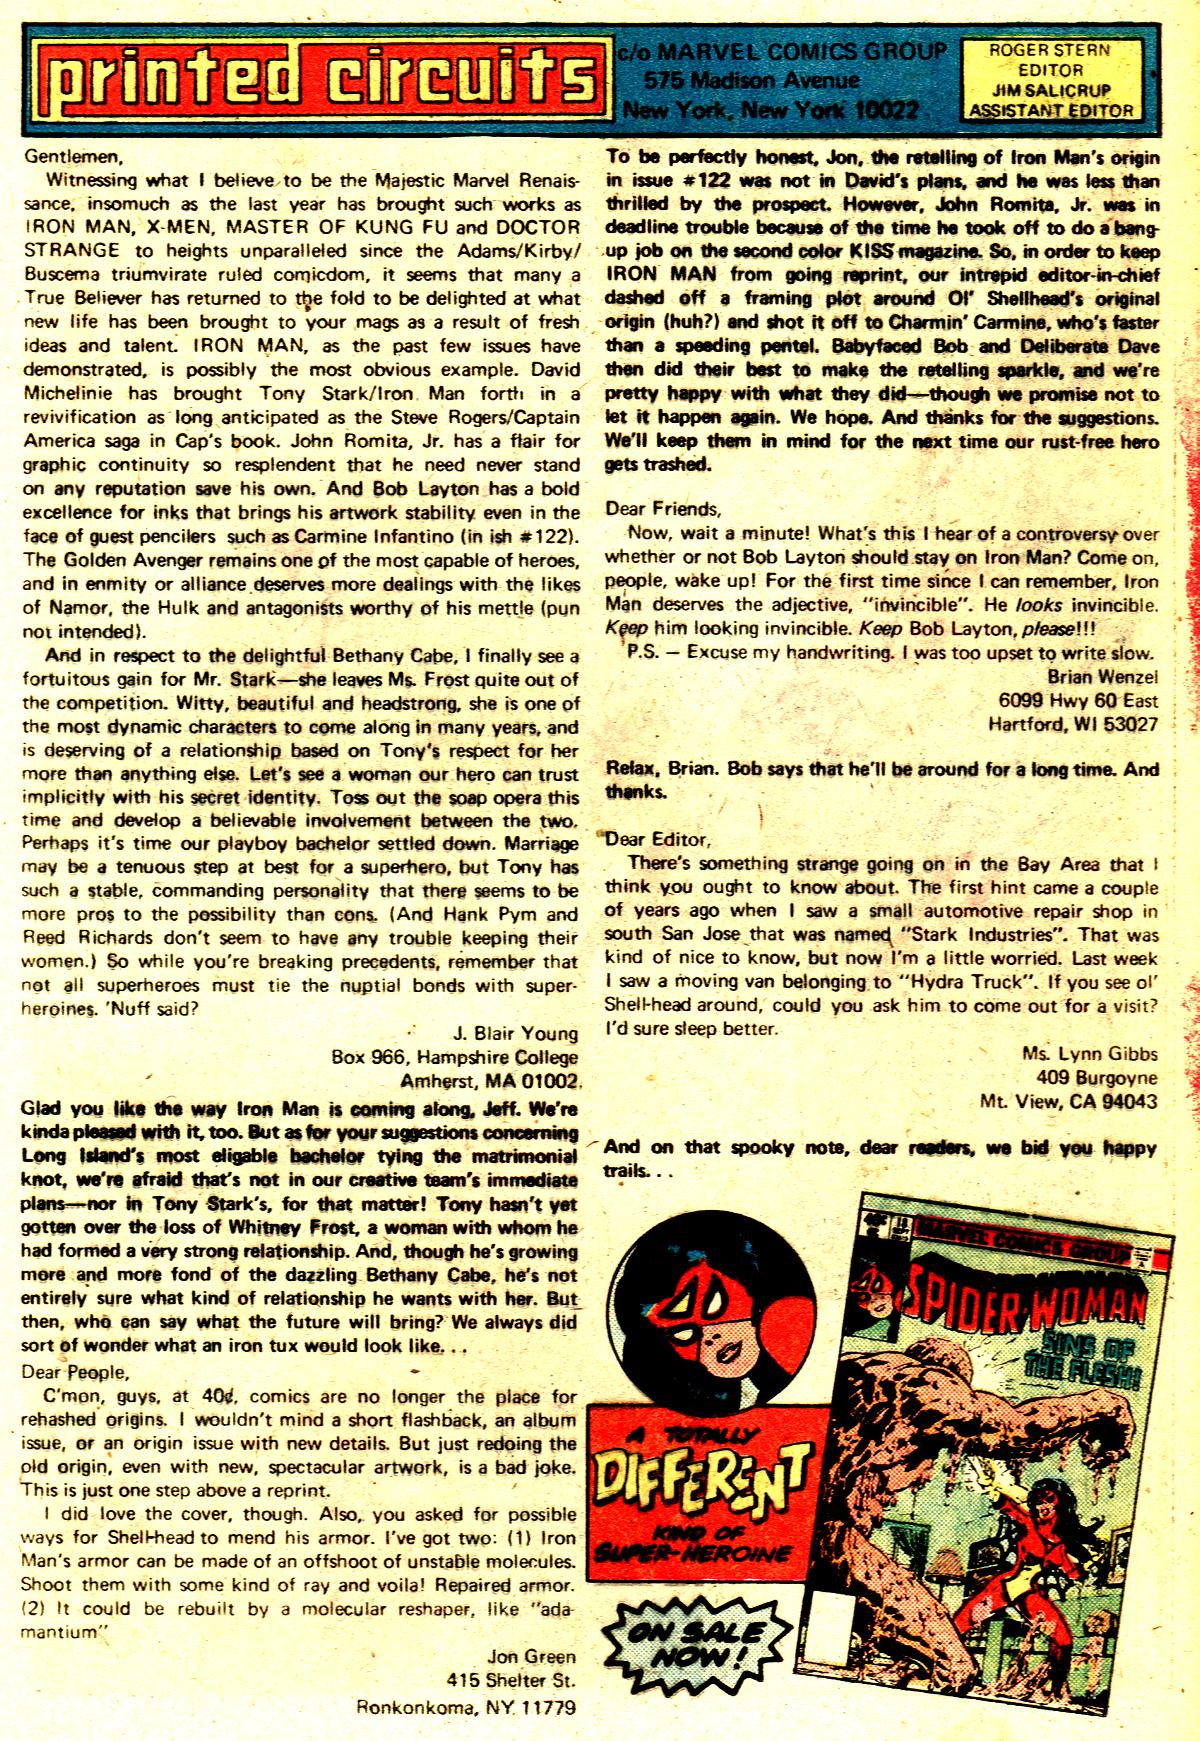 printed circuits
c/o MARVEL COMICS GROUP
575 Madison Avenue
New York, New York 10022
ROGER STERN
EDITOR
JIM SALICRUP
ASSISTANT EDITOR
Gentlemen,
Witnessing what I believe to be the Majestic Marvel Renais-
sance, insomuch as the last year has brought such works as
IRON MAN, X-MEN, MASTER OF KUNG FU and DOCTOR
STRANGE to heights unparalleled since the Adams/Kirby/
Buscema triumvirate ruled comicdom, it seems that many a
True Believer has returned to the fold to be delighted at what
new life has been brought to your mags as a result of fresh
ideas and talent. IRON MAN, as the past few issues have
demonstrated, is possibly the most obvious example. David
Michelinie has brought Tony Stark/Iron Man forth in a
revivification as long anticipated as the Steve Rogers/Captain
America saga in Cap's book. John Romita, Jr. has a flair for
graphic continuity so resplendent that he need never stand
on any reputation save his own. And Bob Layton has a bold
excellence for inks that brings his artwork stability even in the
face of guest pencilers such as Carmine Infantino (in ish #122).
The Golden Avenger remains one of the most capable of heroes,
and in enmity or alliance deserves more dealings with the likes
of Namor, the Hulk and antagonists worthy of his mettle (pun
not intended).
And in respect to the delightful Bethany Cabe, I finally see a
fortuitous gain for Mr. Stark—she leaves Ms. Frost quite out of
the competition. Witty, beautiful and headstrong, she is one of
the most dynamic characters to come along in many years, and
is deserving of a relationship based on Tony's respect for her
more than anything else. Let's see a woman our hero can trust
implicitly with his secret identity. Toss out the soap opera this
time and develop a believable involvement between the two.
Perhaps it's time our playboy bachelor settled down. Marriage
may be a tenuous step at best for a superhero, but Tony has
such a stable, commanding personality that there seems to be
more pros to the possibility than cons. (And Hank Pym and
Reed Richards don't seem to have any trouble keeping their
women.) So while you're breaking precedents, remember that
not all superheroes must tie the nuptial bonds with super-
heroines. 'Nuff said?
J. Blair Young
Box 966, Hampshire College
Amherst, MA 01002
Glad you like the way Iron Man is coming along, Jeff. We're
kinda pleased with it, too. But as for your suggestions concerning
Long Island's most eligable bachelor tying the matrimonial
knot, we're afraid that's not in our creative team's immediate
plans—nor in Tony Stark's, for that matter! Tony hasn't yet
gotten over the loss of Whitney Frost, a woman with whom he
had formed a very strong relationship. And, though he's growing
more and more fond of the dazzling Bethany Cabe, he's not
entirely sure what kind of relationship he wants with her. But
then, who can say what the future will bring? We always did
sort of wonder what an iron tux would look like. . .
Dear People,
C'mon, guys, at 40¢, comics are no longer the place for
rehashed origins. I wouldn't mind a short flashback, an album
issue, or an origin issue with new details. But just redoing the
old origin, even with new, spectacular artwork, is a bad joke.
This is just one step above a reprint.
I did love the cover, though. Also, you asked for possible
ways for Shell-head to mend his armor. I've got two: (1) Iron
Man's armor can be made of an offshoot of unstable molecules.
Shoot them with some kind of ray and voila! Repaired armor.
(2) It could be rebuilt by a molecular reshaper, like "ada-
mantium"
Jon Green
415 Shelter St.
Ronkonkoma, NY 11779
To be perfectly honest, Jon, the retelling of Iron Man's origin
in issue #122 was not in David's plans, and he was less than
thrilled by the prospect. However, John Romita, Jr. was in
deadline trouble because of the time he took off to do a bang-
up job on the second color KISS magazine. So, in order to keep
IRON MAN from going reprint, our intrepid editor-in-chief
dashed off a framing plot around Ol' Shellhead's original
origin (huh?) and shot it off to Charmin' Carmine, who's faster
than a speeding pentel. Babyfaced Bob and Deliberate Dave
then did their best to make the retelling sparkle, and we're
pretty happy with what they did—though we promise not to
let it happen again. We hope. And thanks for the suggestions.
We'll keep them in mind for the next time our rust-free hero
gets trashed.
Dear Friends,
Now, wait a minute! What's this I hear of a controversy over
whether or not Bob Layton should stay on Iron Man? Come on,
people, wake up! For the first time since I can remember, Iron
Man deserves the adjective, "invincible". He looks invincible.
Keep him looking invincible. Keep Bob Layton, please!!!
P.S. — Excuse my handwriting. I was too upset to write slow.
Brian Wenzel
6099 Hwy 60 East
Hartford, WI 53027
Relax, Brian. Bob says that he'll be around for a long time. And
thanks.
Dear Editor,
There's something strange going on in the Bay Area that I
think you ought to know about. The first hint came a couple
of years ago when I saw a small automotive repair shop in
south San Jose that was named "Stark Industries". That was
kind of nice to know, but now I'm a little worried. Last week
I saw a moving van belonging to "Hydra Truck". If you see ol'
Shell-head around, could you ask him to come out for a visit?
I'd sure sleep better.
Ms. Lynn Gibbs
409 Burgoyne
Mt. View, CA 94043
And on that spooky note, dear readers, we bid you happy
trails. . .
A TOTALLY
DIFFERENT
KIND OF
SUPER-HEROINE
ON SALE
NOW!
40¢
18
MARVEL COMICS GROUP
SPIDER-WOMAN
SINS OF
THE FLESH!